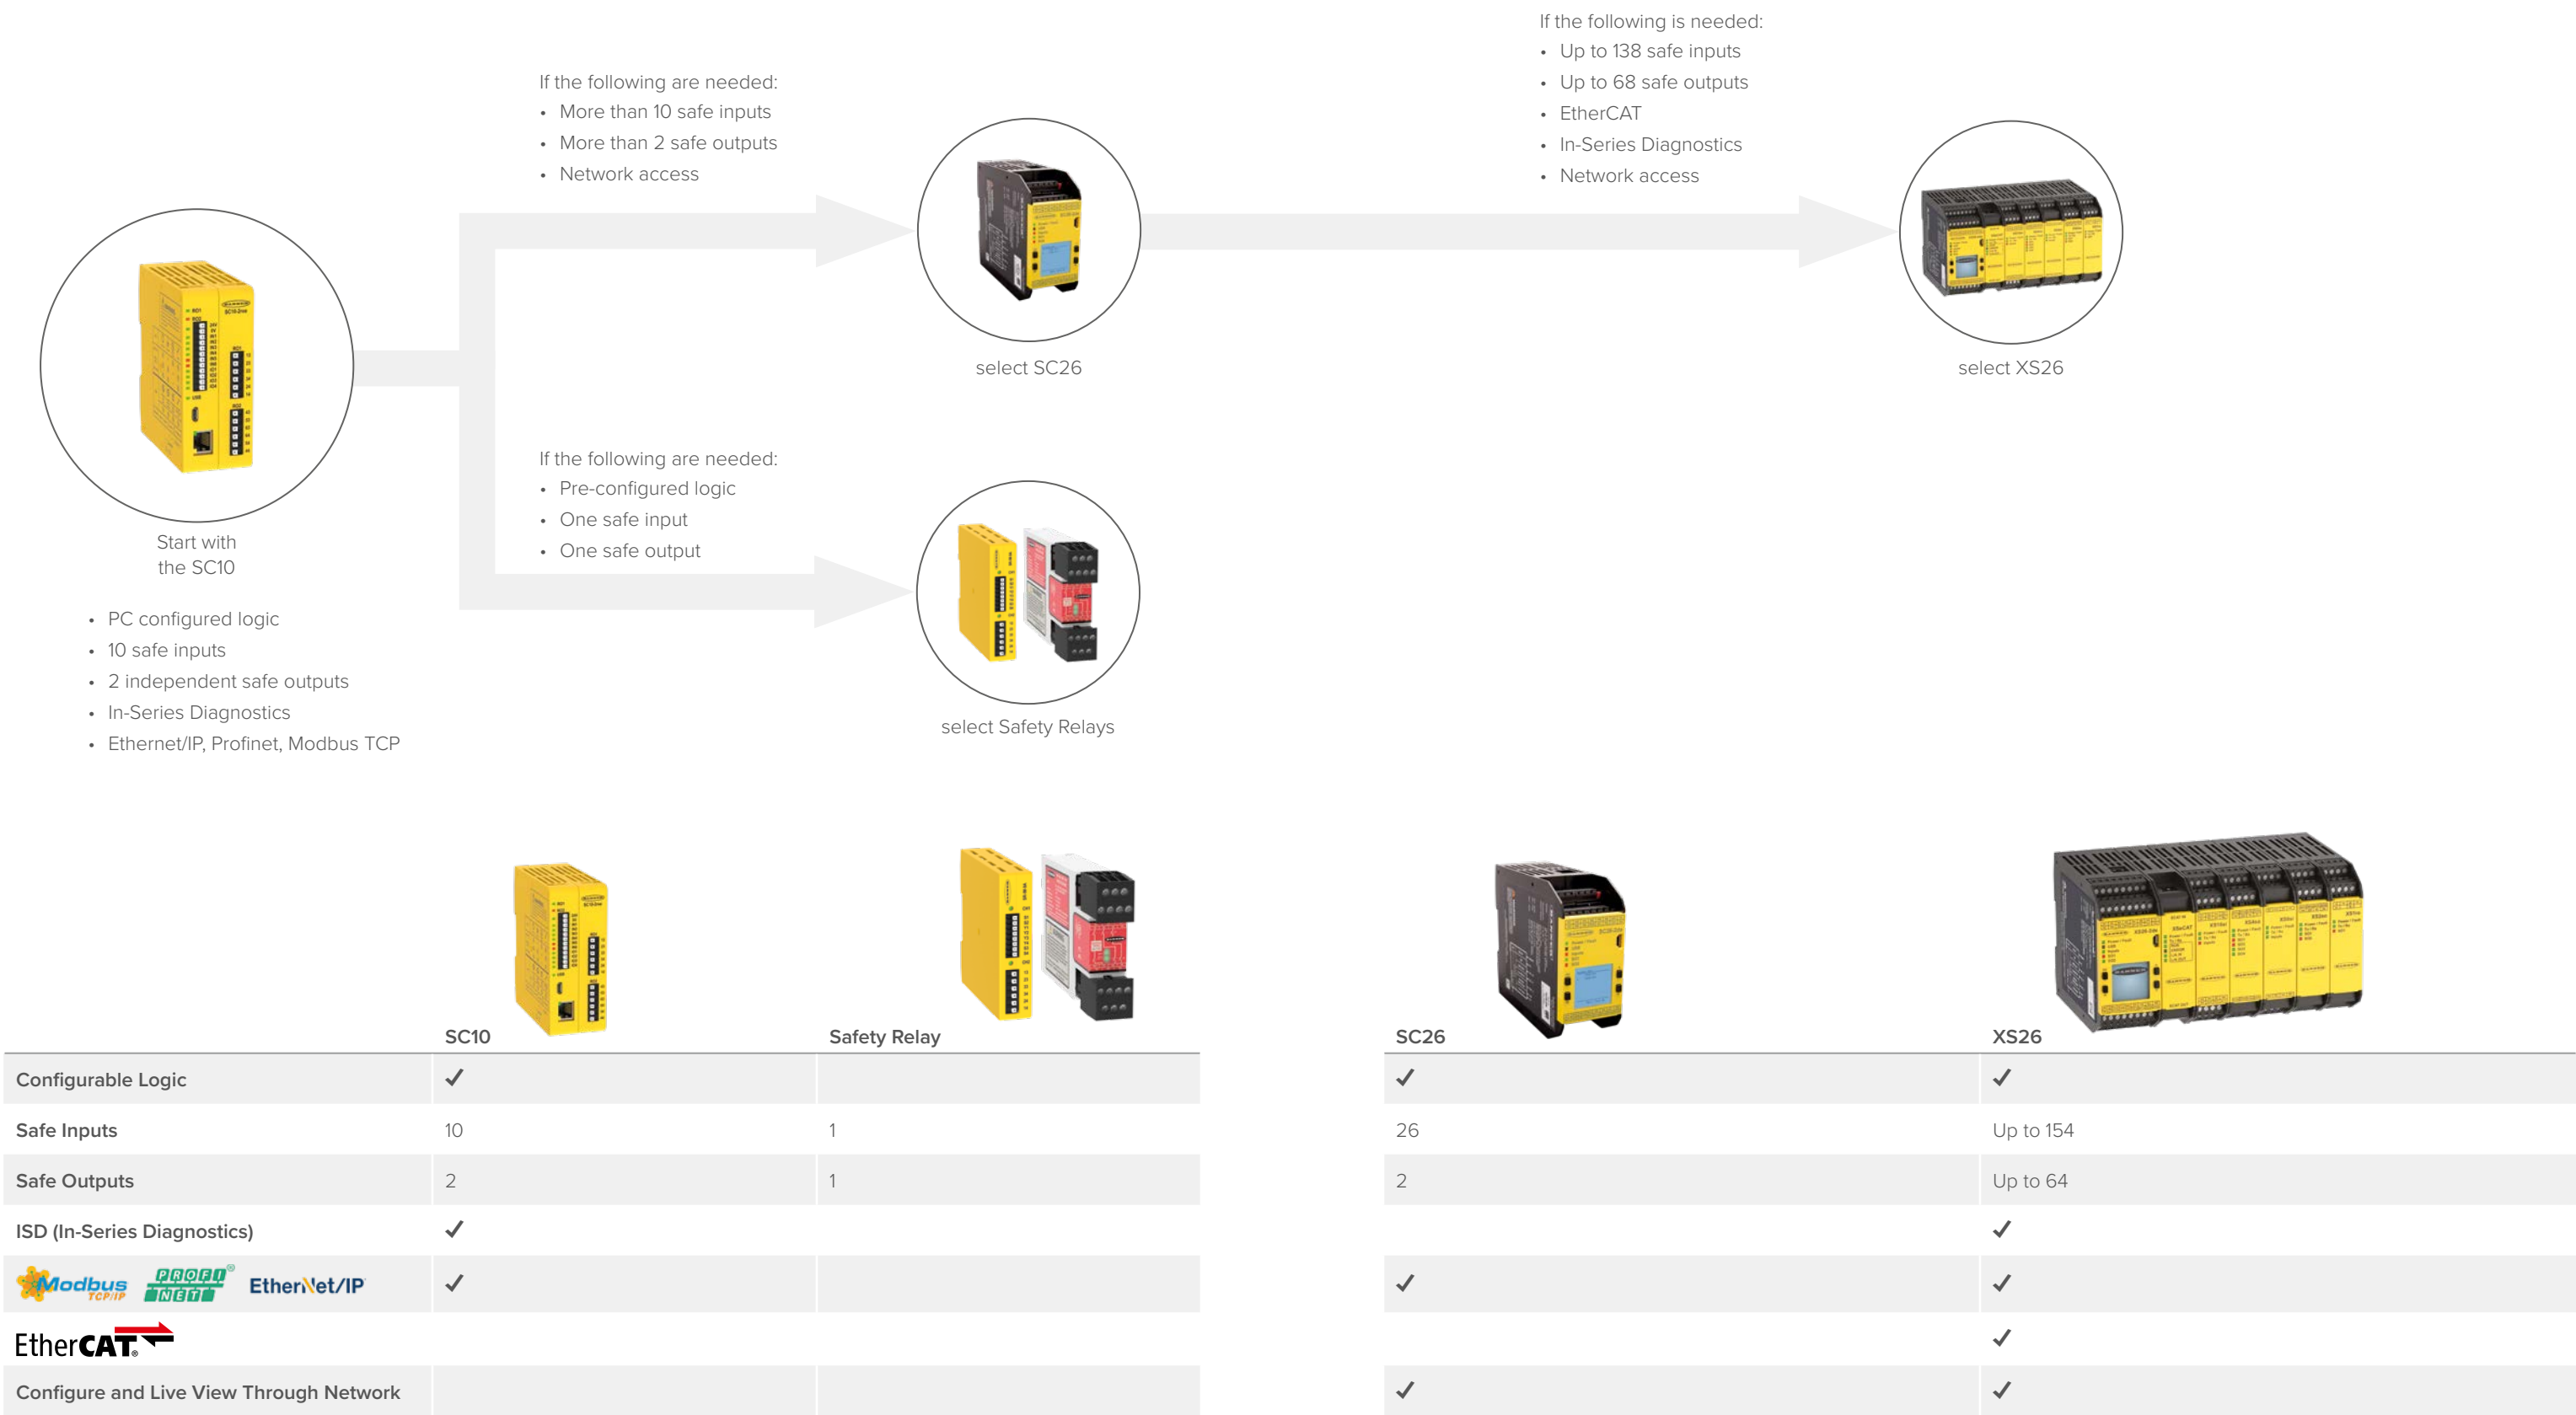 If the following is needed:
• Up to 138 safe inputs
• Up to 68 safe outputs
• EtherCAT
• In-Series Diagnostics
• Network access
If the following are needed:
• More than 10 safe inputs
• More than 2 safe outputs
• Network access
select SC26
select XS26
Start with
the SC10
• PC configured logic
• 10 safe inputs
• 2 independent safe outputs
• In-Series Diagnostics
• Ethernet/IP, Profinet, Modbus TCP
If the following are needed:
• Pre-configured logic
• One safe input
• One safe output
select Safety Relays
SC10 Safety Relay SC26 XS26
Configurable Logic ✓ ✓ ✓
Safe Inputs 10 1 26 Up to 154
Safe Outputs 2 1 2 Up to 64
ISD (In-Series Diagnostics) ✓ ✓
Modbus TCP/IP PROFI NET® EtherNet/IP ✓ ✓ ✓
EtherCAT® ✓
Configure and Live View Through Network ✓ ✓